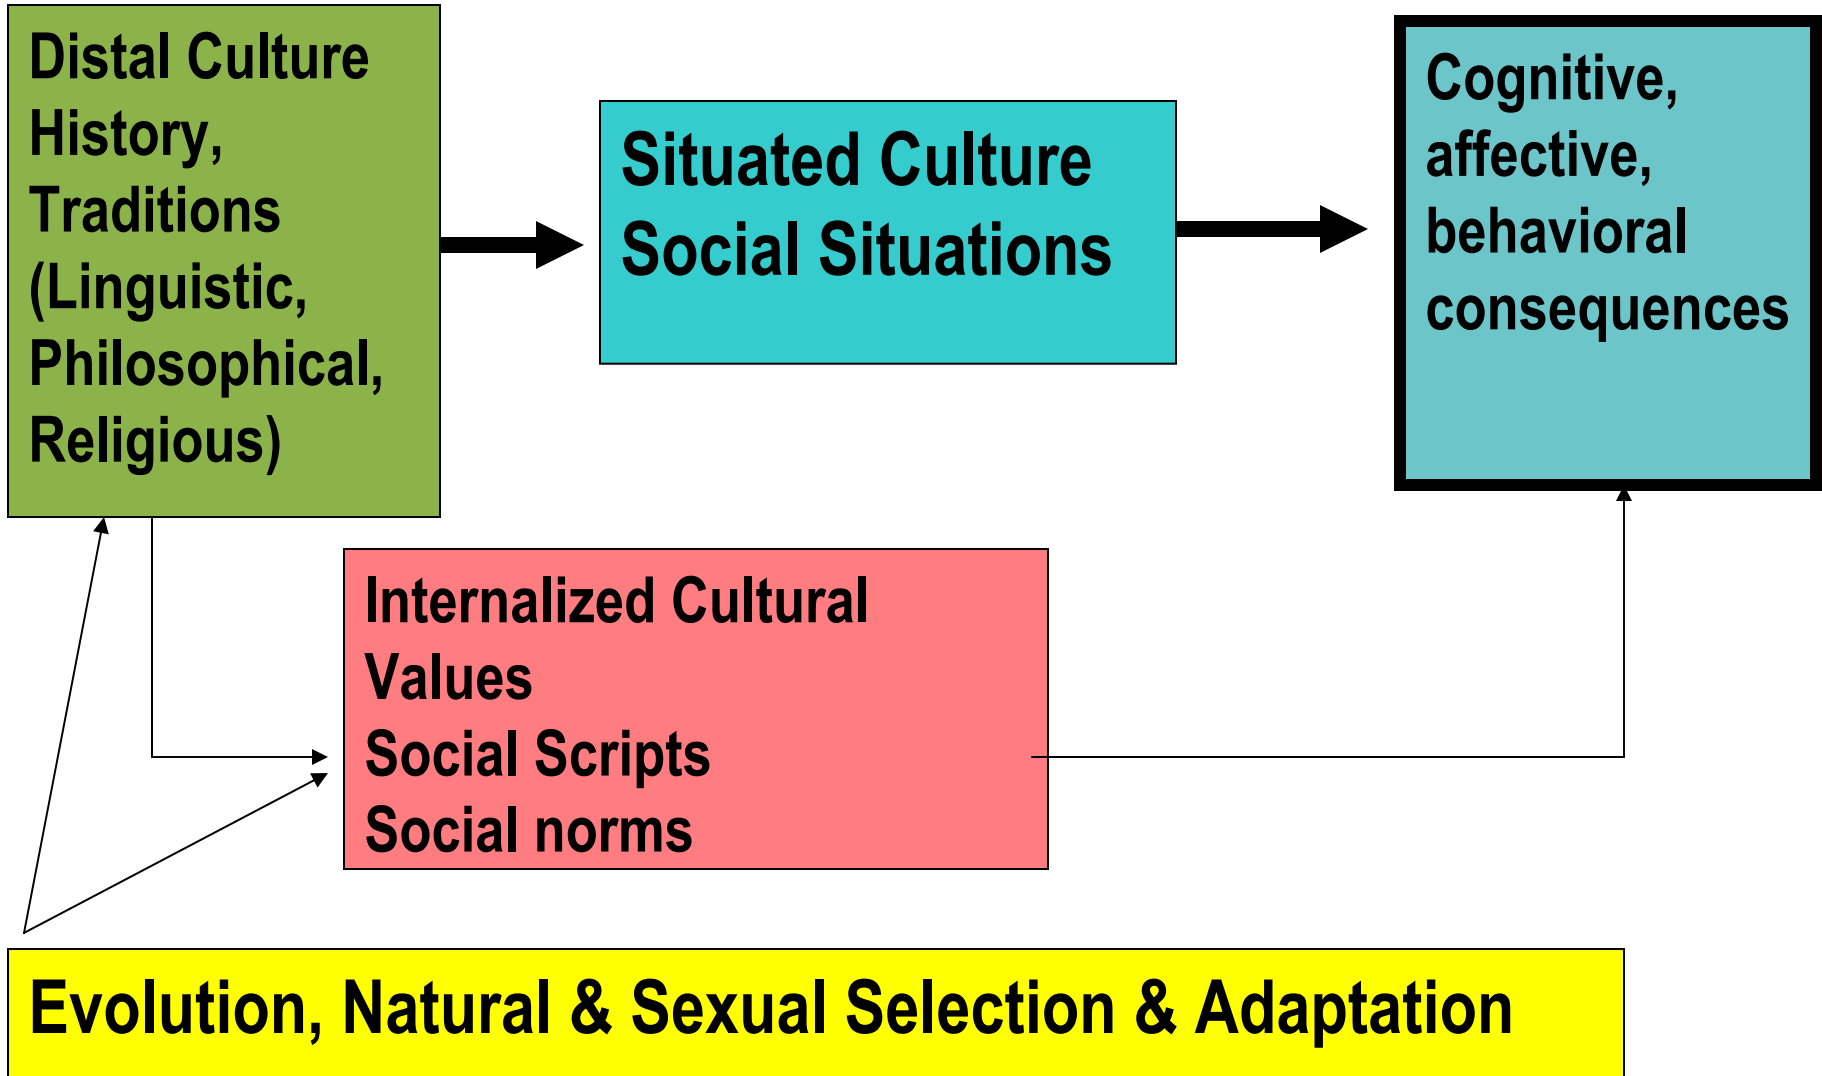 Distal Culture
History,
Traditions
(Linguistic,
Philosophical,
Religious)
Situated Culture
Social Situations
Cognitive,
affective,
behavioral
consequences
Internalized Cultural
Values
Social Scripts
Social norms
Evolution, Natural & Sexual Selection & Adaptation